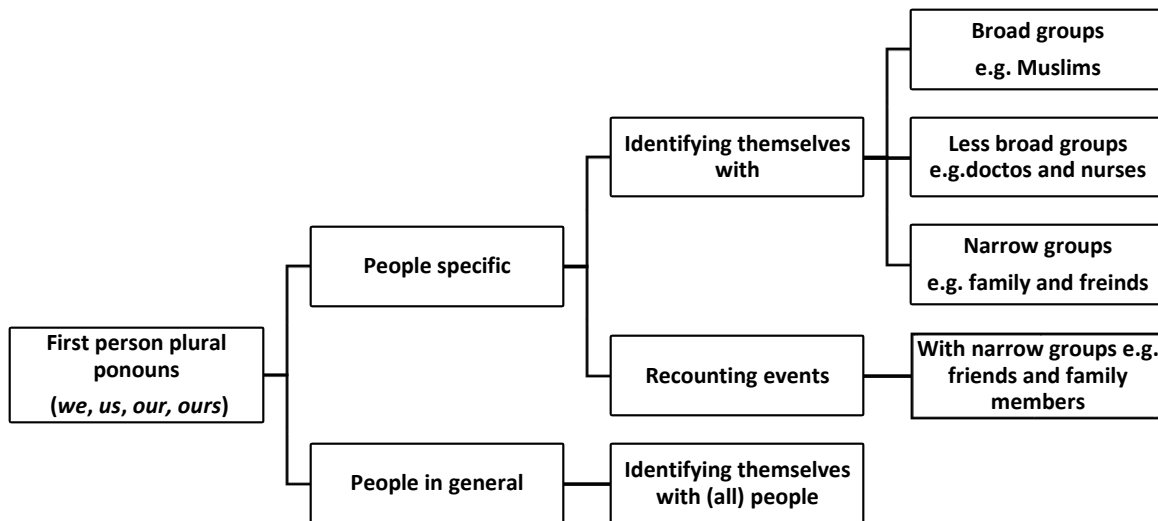 First person plural
ponouns
(we, us, our, ours)
People specific
People in general
Identifying themselves
with
Recounting events
Identifying themselves
with (all) people
Broad groups
e.g. Muslims
Less broad groups
e.g.doctos and nurses
Narrow groups
e.g. family and freinds
With narrow groups e.g.
friends and family
members